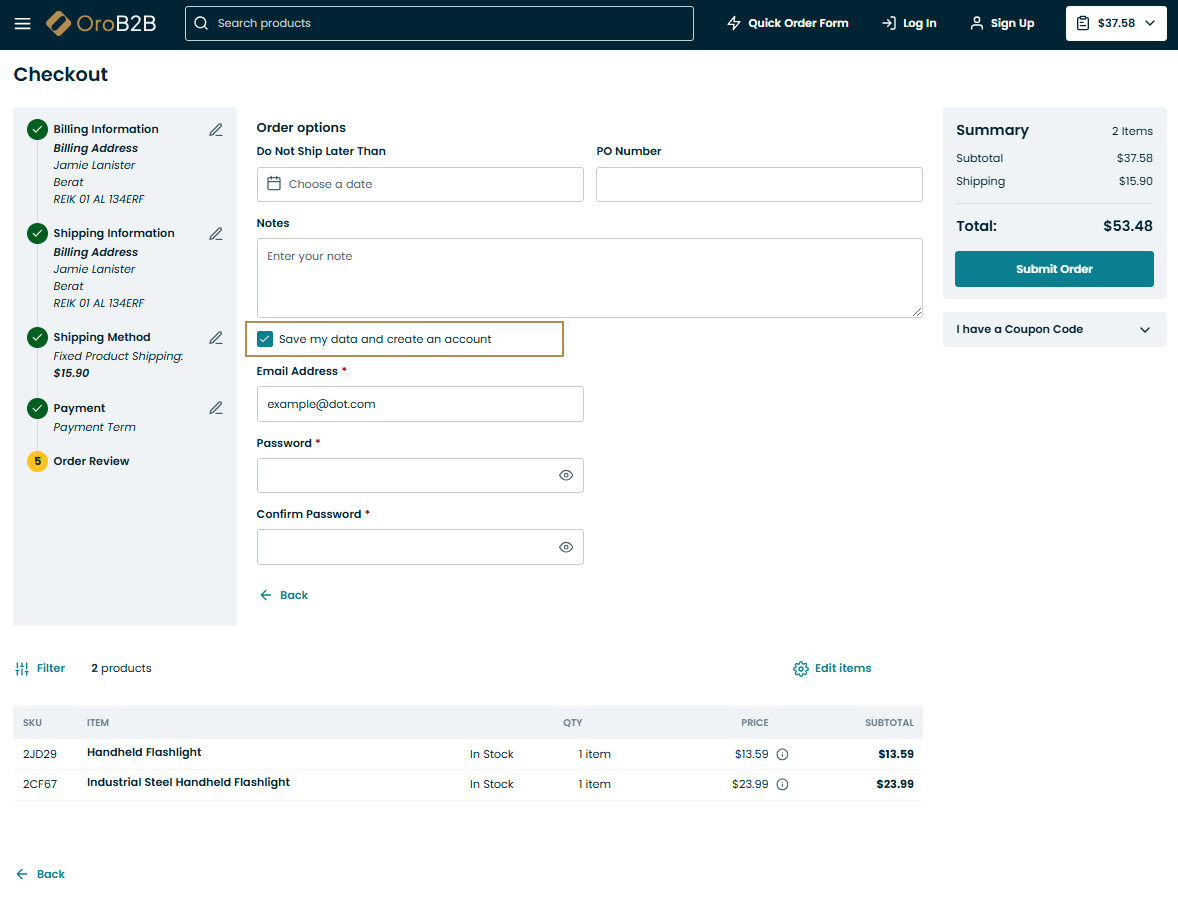 OroB2B
Search products
Quick Order Form
Log In
Sign Up
$37.58
Checkout
Billing Information
Billing Address
Jamie Lanister
Berat
REIK 01 AL 134ERF
Shipping Information
Billing Address
Jamie Lanister
Berat
REIK 01 AL 134ERF
Shipping Method
Fixed Product Shipping:
$15.90
Payment
Payment Term
5 Order Review
Order options
Do Not Ship Later Than
PO Number
Choose a date
Notes
Enter your note
Save my data and create an account
Email Address *
example@dot.com
Password *
Confirm Password *
Back
Summary 2 Items
Subtotal $37.58
Shipping $15.90
Total: $53.48
Submit Order
I have a Coupon Code
Filter 2 products Edit items
SKU ITEM QTY PRICE SUBTOTAL
2JD29 Handheld Flashlight In Stock 1 item $13.59 $13.59
2CF67 Industrial Steel Handheld Flashlight In Stock 1 item $23.99 $23.99
Back